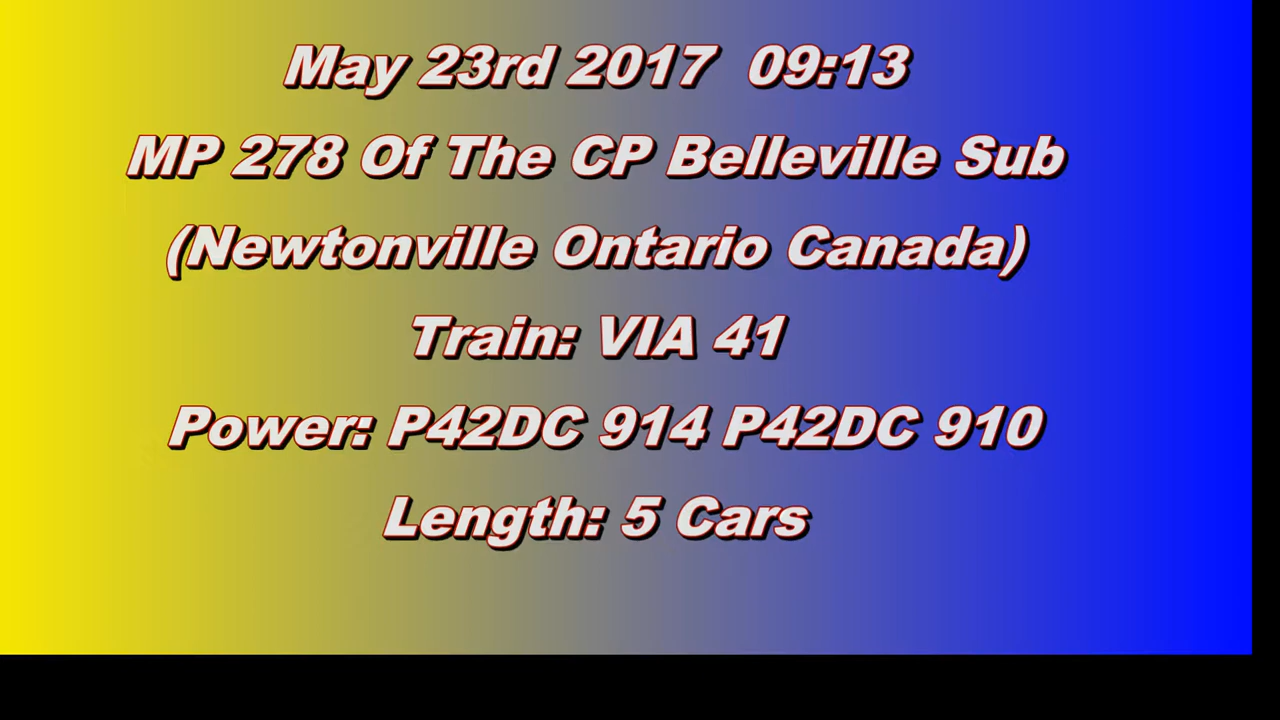 May 23rd 2017  09:13
MP 278 Of The CP Belleville Sub
(Newtonville Ontario Canada)
Train: VIA 41
Power: P42DC 914 P42DC 910
Length: 5 Cars